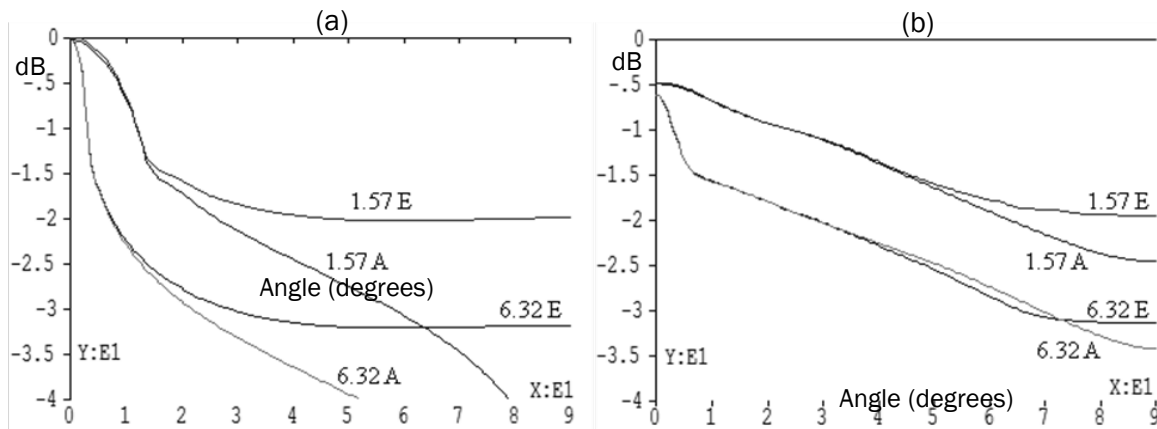 (a)
0
dB
-.5
-1
-1.5
-2
-2.5
-3
-3.5
-4
1.57 E
1.57 A
Angle (degrees)
6.32 E
6.32 A
Y:E1
X:E1
0 1 2 3 4 5 6 7 8 9
(b)
0
dB
-.5
-1
-1.5
-2
-2.5
-3
-3.5
-4
1.57 E
1.57 A
6.32 E
6.32 A
Y:E1
X:E1
Angle (degrees)
0 1 2 3 4 5 6 7 8 9